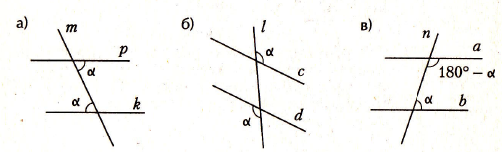 а) m p α α k
б) l α c d α
в) n a 180° – α α b